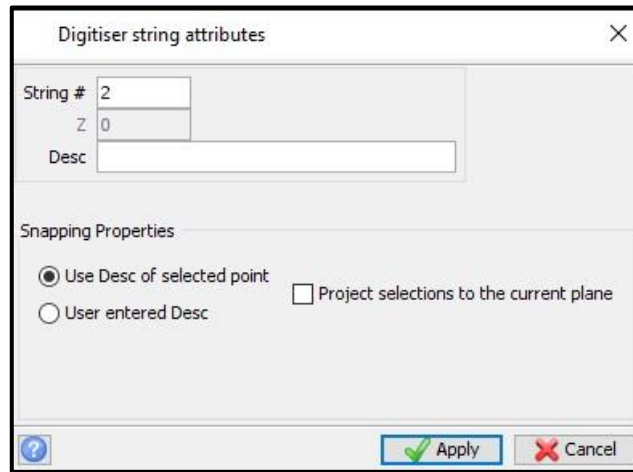 Digitiser string attributes
String # 2
Z 0
Desc
Snapping Properties
Use Desc of selected point
Project selections to the current plane
User entered Desc
? Apply Cancel